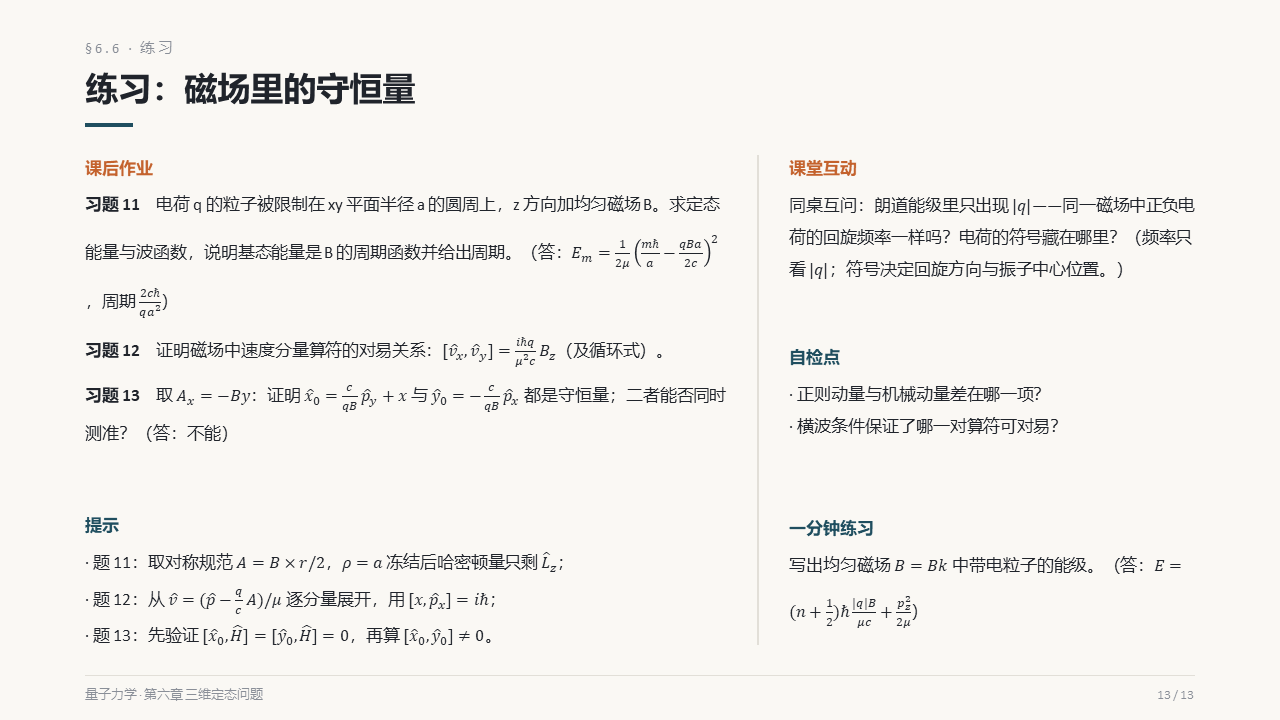 §6.6 · 练习
练习：磁场里的守恒量
课后作业
习题 11　电荷 q 的粒子被限制在 xy 平面半径 a 的圆周上，z 方向加均匀磁场 B。求定态
能量与波函数，说明基态能量是 B 的周期函数并给出周期。（答：$E_m = \frac{1}{2\mu}\left(\frac{m\hbar}{a} - \frac{qBa}{2c}\right)^2$
，周期 $\frac{2c\hbar}{qa^2}$）
习题 12　证明磁场中速度分量算符的对易关系：$[\hat{v}_x, \hat{v}_y] = \frac{i\hbar q}{\mu^2 c} B_z$（及循环式）。
习题 13　取 $A_x = -By$：证明 $\hat{x}_0 = \frac{c}{qB}\hat{p}_y + x$ 与 $\hat{y}_0 = -\frac{c}{qB}\hat{p}_x$ 都是守恒量；二者能否同时
测准？（答：不能）
提示
· 题 11：取对称规范 $A = B \times r/2$，$\rho = a$ 冻结后哈密顿量只剩 $\hat{L}_z$；
· 题 12：从 $\hat{v} = (\hat{p} - \frac{q}{c}A)/\mu$ 逐分量展开，用 $[x, \hat{p}_x] = i\hbar$；
· 题 13：先验证 $[\hat{x}_0, \hat{H}] = [\hat{y}_0, \hat{H}] = 0$，再算 $[\hat{x}_0, \hat{y}_0] \neq 0$。
课堂互动
同桌互问：朗道能级里只出现 $|q|$——同一磁场中正负电
荷的回旋频率一样吗？电荷的符号藏在哪里？（频率只
看 $|q|$；符号决定回旋方向与振子中心位置。）
自检点
· 正则动量与机械动量差在哪一项？
· 横波条件保证了哪一对算符可对易？
一分钟练习
写出均匀磁场 $B = Bk$ 中带电粒子的能级。（答：$E =$
$(n + \frac{1}{2})\hbar\frac{|q|B}{\mu c} + \frac{p_z^2}{2\mu}$）
量子力学 · 第六章 三维定态问题
13 / 13